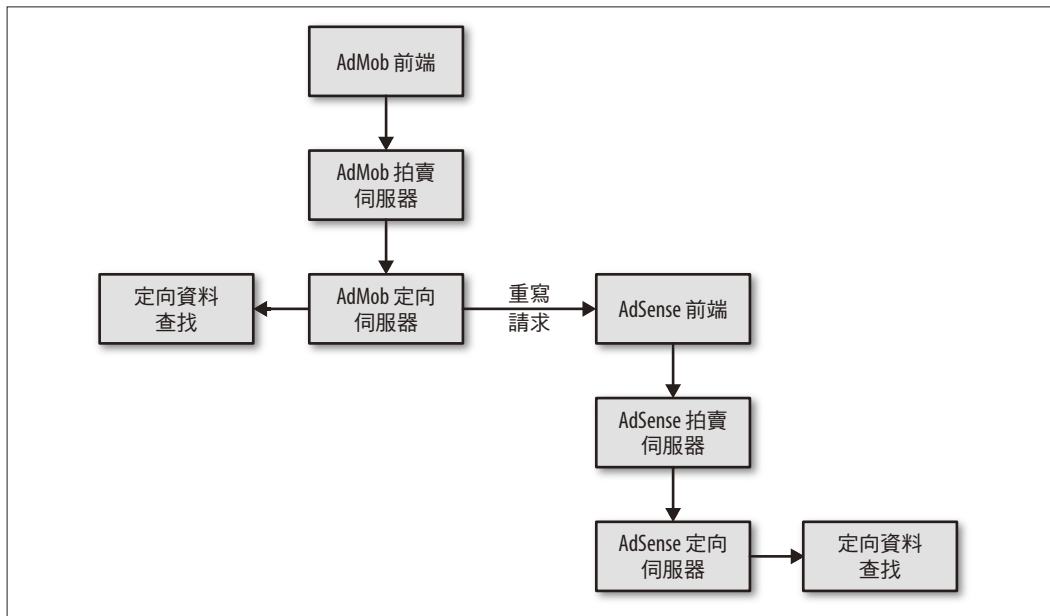 AdMob 前端
AdMob 拍賣
伺服器
定向資料
查找
AdMob 定向
伺服器
重寫
請求
AdSense 前端
AdSense 拍賣
伺服器
AdSense 定向
伺服器
定向資料
查找